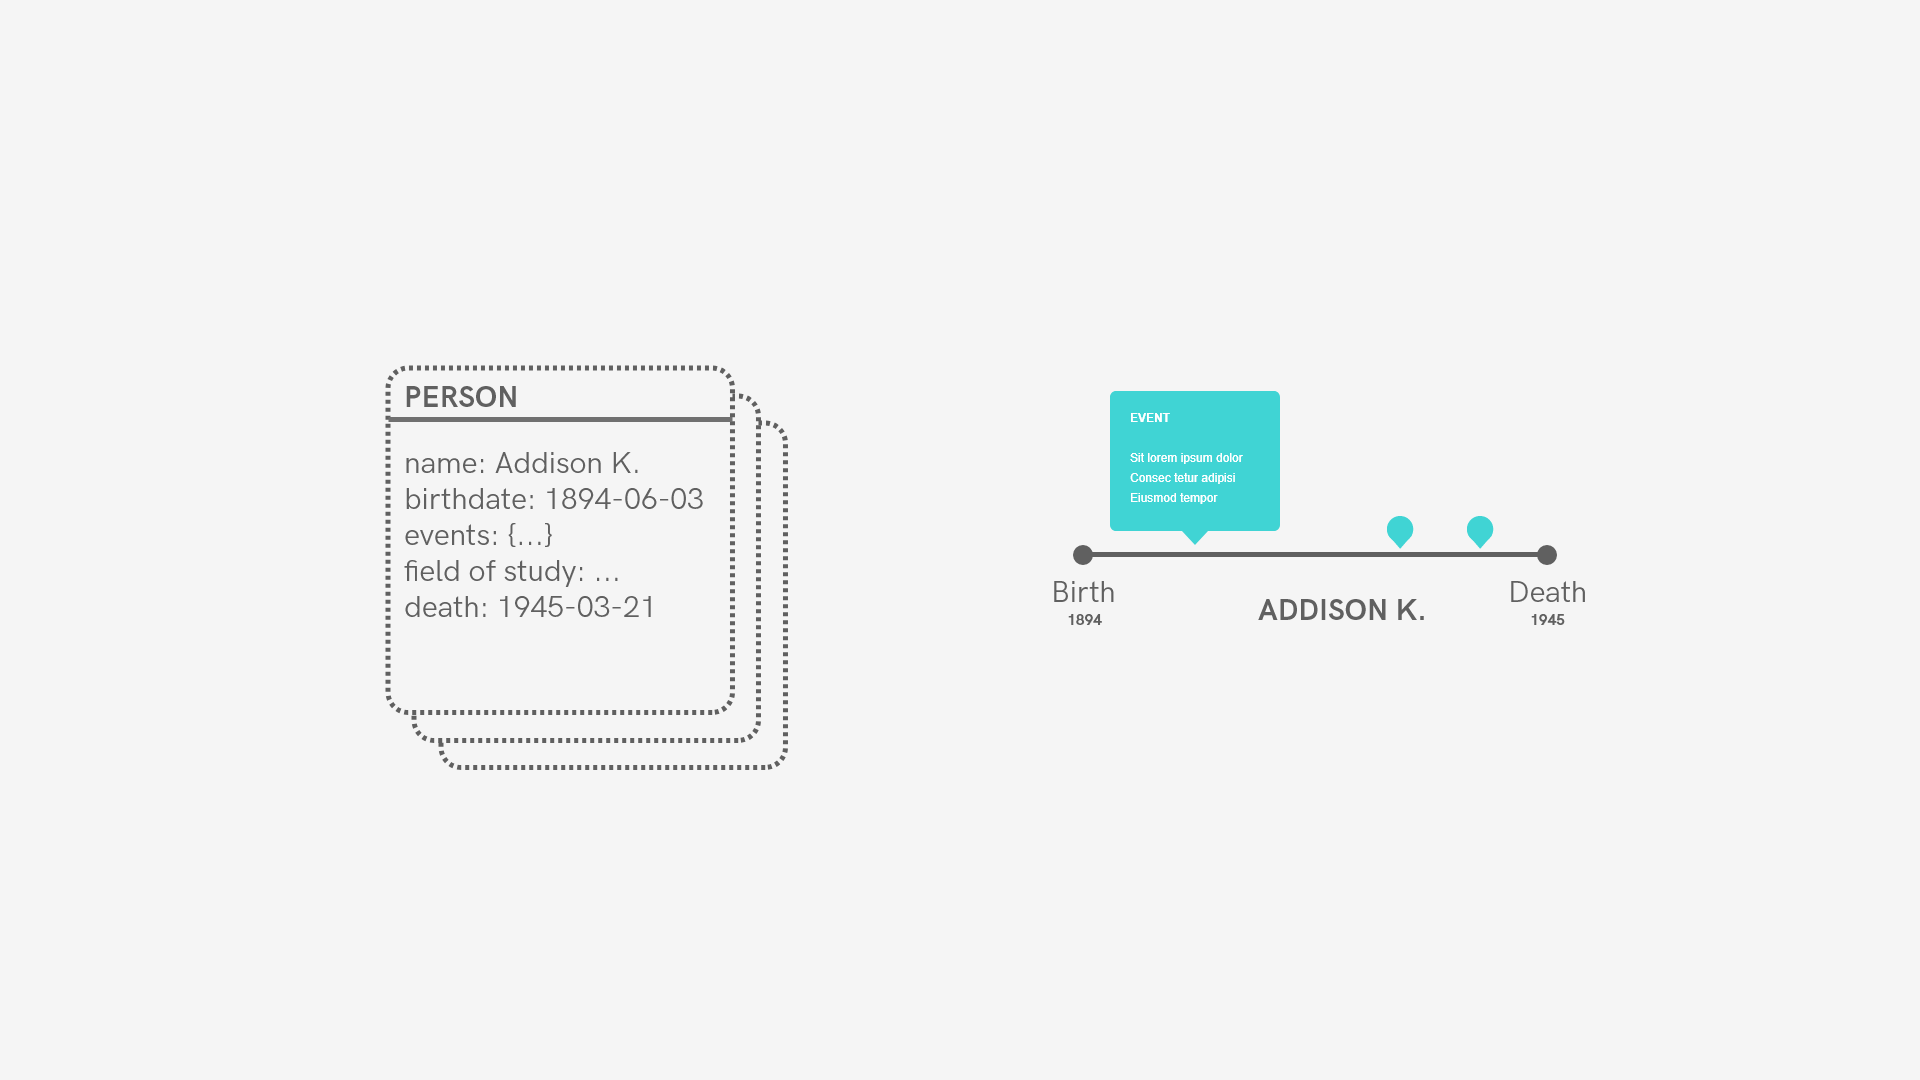 PERSON
name: Addison K.
birthdate: 1894-06-03
events: {...}
field of study: ...
death: 1945-03-21
EVENT
Sit lorem ipsum dolor
Consec tetur adipisi
Eiusmod tempor
Birth
1894
ADDISON K.
Death
1945